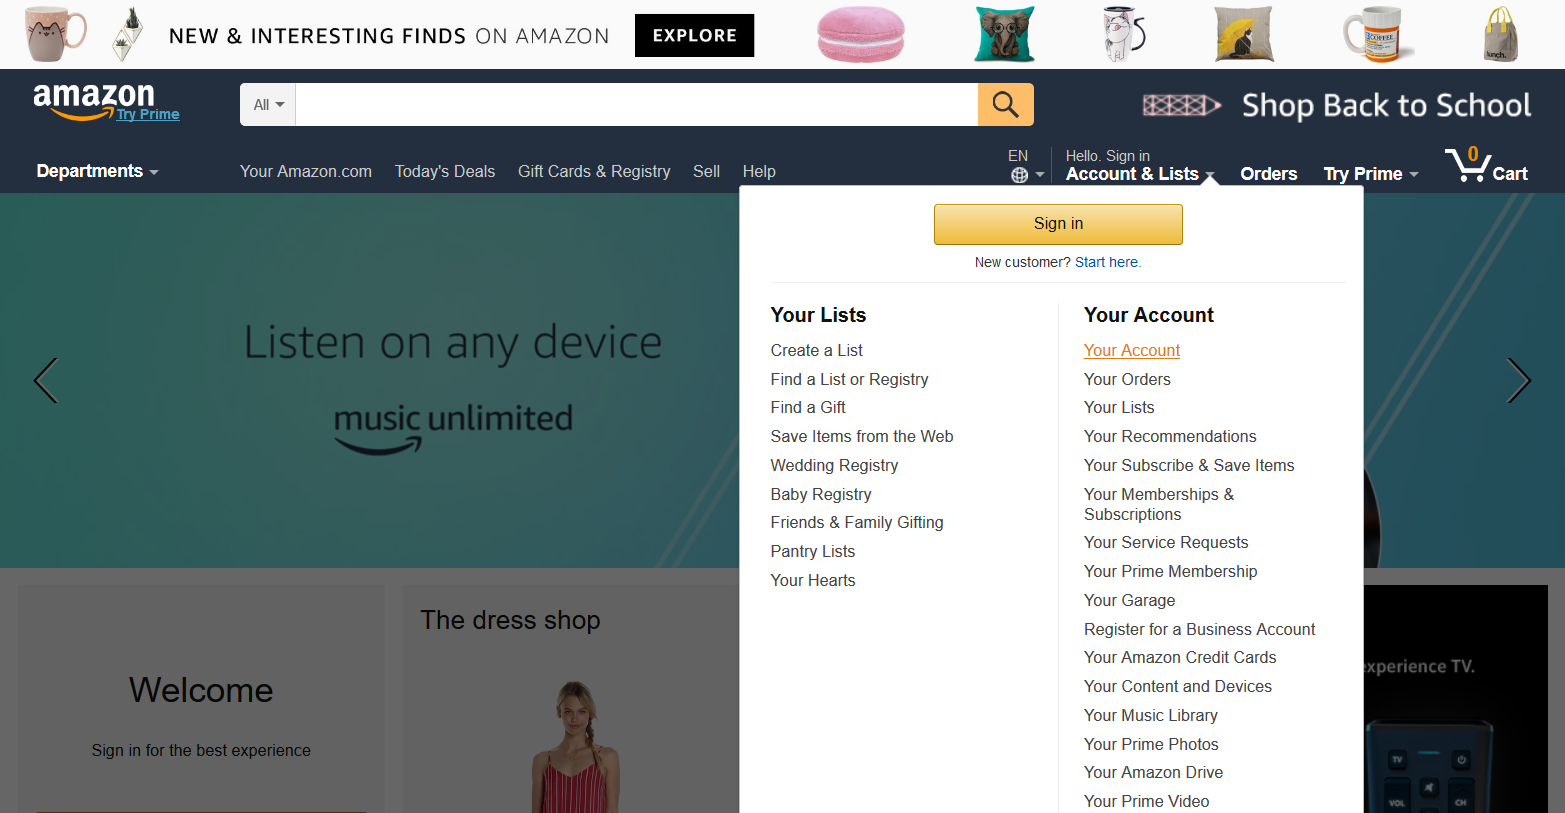 NEW & INTERESTING FINDS ON AMAZON
EXPLORE
COFFEE
lunch.
amazon
Try Prime
All
Shop Back to School
Departments
Your Amazon.com
Today's Deals
Gift Cards & Registry
Sell
Help
EN
Hello. Sign in
Account & Lists
Orders
Try Prime
0
Cart
Sign in
New customer? Start here.
Your Lists
Create a List
Find a List or Registry
Find a Gift
Save Items from the Web
Wedding Registry
Baby Registry
Friends & Family Gifting
Pantry Lists
Your Hearts
Your Account
Your Account
Your Orders
Your Lists
Your Recommendations
Your Subscribe & Save Items
Your Memberships &
Subscriptions
Your Service Requests
Your Prime Membership
Your Garage
Register for a Business Account
Your Amazon Credit Cards
Your Content and Devices
Your Music Library
Your Prime Photos
Your Amazon Drive
Your Prime Video
Listen on any device
music unlimited
Welcome
Sign in for the best experience
The dress shop
experience TV.
TV
VOL
CH